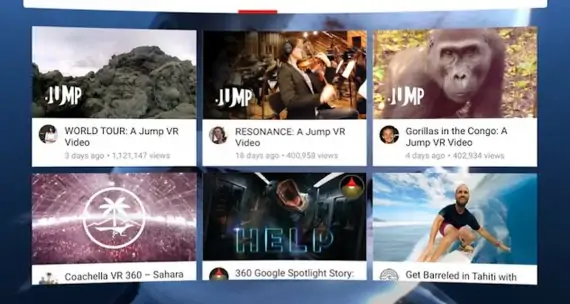 JUMP
JUMP
JUMP
WORLD TOUR: A Jump VR
Video
3 days ago • 1,121,147 views
RESONANCE: A Jump VR
Video
18 days ago • 400,958 views
Gorillas in the Congo: A
Jump VR Video
4 days ago • 402,934 views
HELP
Coachella VR 360 – Sahara
360 Google Spotlight Story:
Get Barreled in Tahiti with